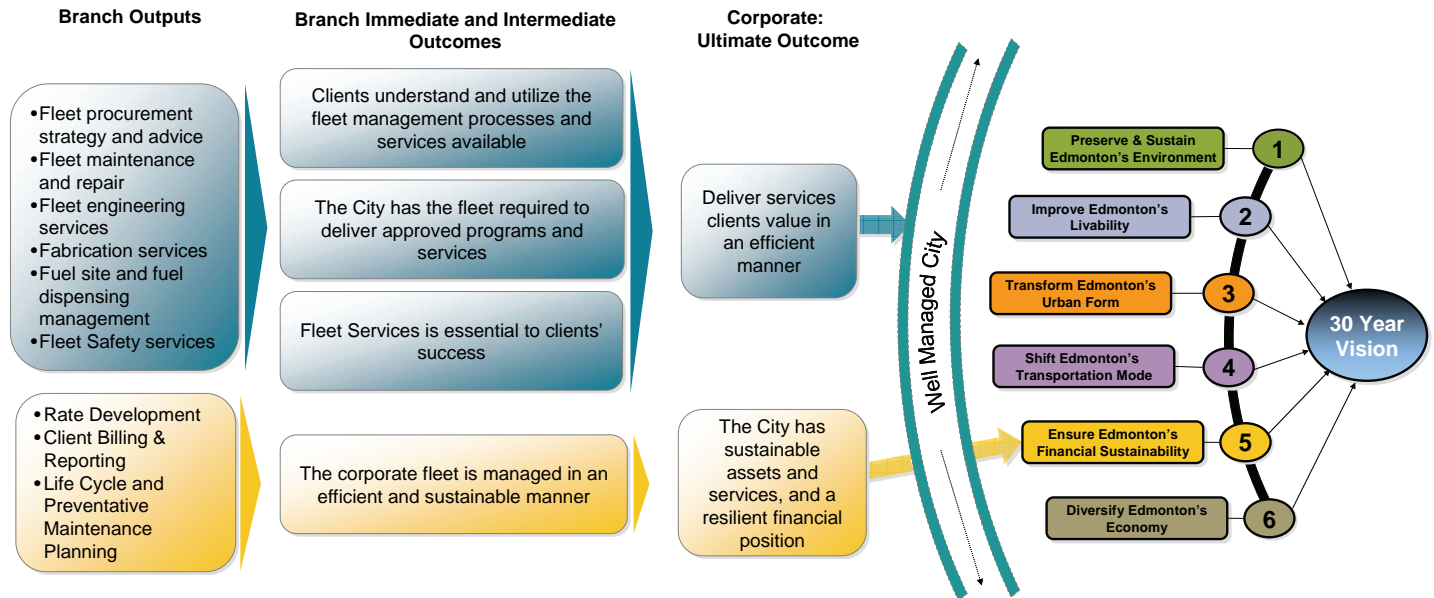 Branch Outputs
Branch Immediate and Intermediate
Outcomes
Corporate:
Ultimate Outcome
•Fleet procurement
strategy and advice
•Fleet maintenance
and repair
•Fleet engineering
services
•Fabrication services
•Fuel site and fuel
dispensing
management
•Fleet Safety services
Clients understand and utilize the
fleet management processes and
services available
The City has the fleet required to
deliver approved programs and
services
Fleet Services is essential to clients’
success
Deliver services
clients value in
an efficient
manner
• Rate Development
• Client Billing &
Reporting
• Life Cycle and
Preventative
Maintenance
Planning
The corporate fleet is managed in an
efficient and sustainable manner
The City has
sustainable
assets and
services, and a
resilient financial
position
Well Managed City
Preserve & Sustain
Edmonton’s Environment
1
Improve Edmonton’s
Livability
2
Transform Edmonton’s
Urban Form
3
Shift Edmonton’s
Transportation Mode
4
Ensure Edmonton’s
Financial Sustainability
5
Diversify Edmonton’s
Economy
6
30 Year
Vision